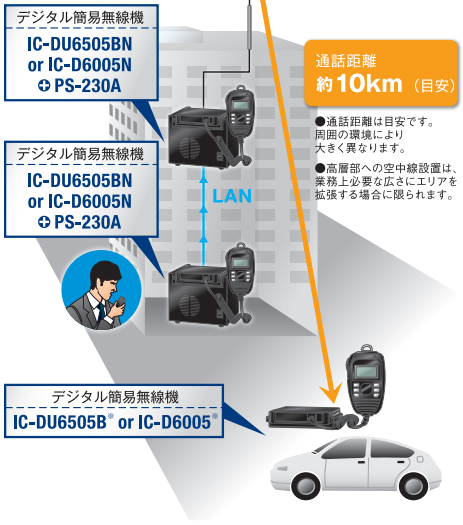 デジタル簡易無線機
IC-DU6505BN
or IC-D6005N
✚ PS-230A
通話距離
約10km（目安）
●通話距離は目安です。
周囲の環境により
大きく異なります。
●高層部への空中線設置は、
業務上必要な広さにエリアを
拡張する場合に限られます。
デジタル簡易無線機
IC-DU6505BN
or IC-D6005N
✚ PS-230A
LAN
デジタル簡易無線機
IC-DU6505B※ or IC-D6005※